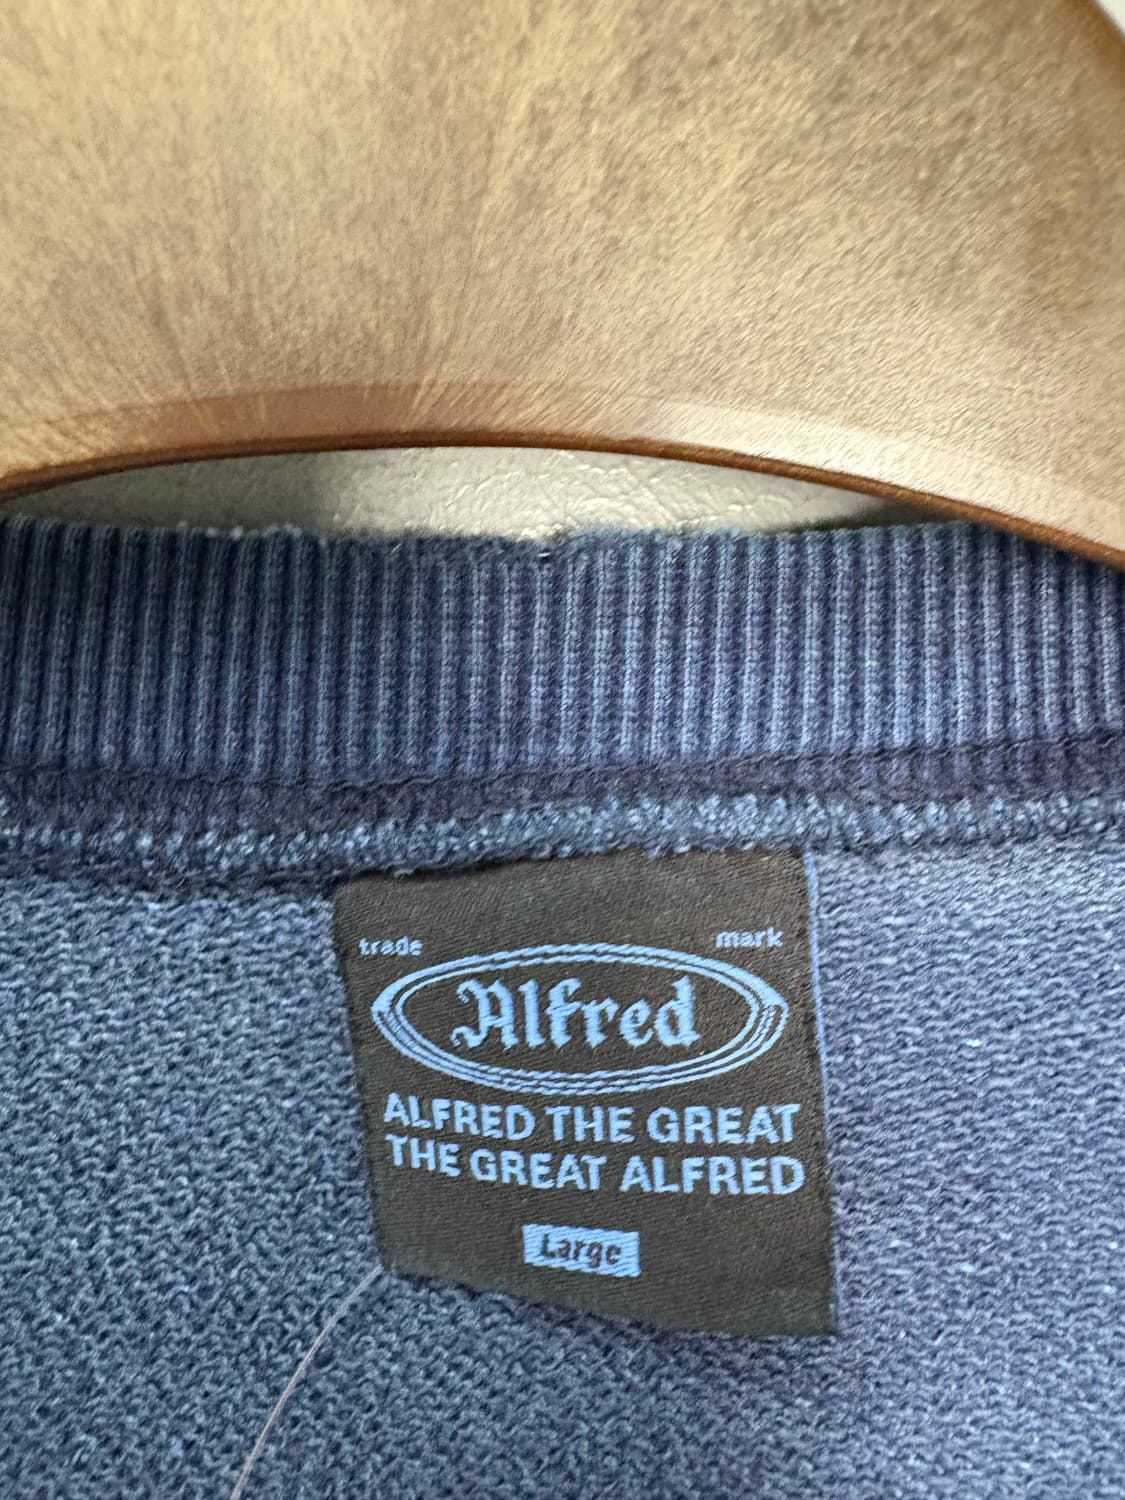 trade mark
Alfred
ALFRED THE GREAT
THE GREAT ALFRED
Large